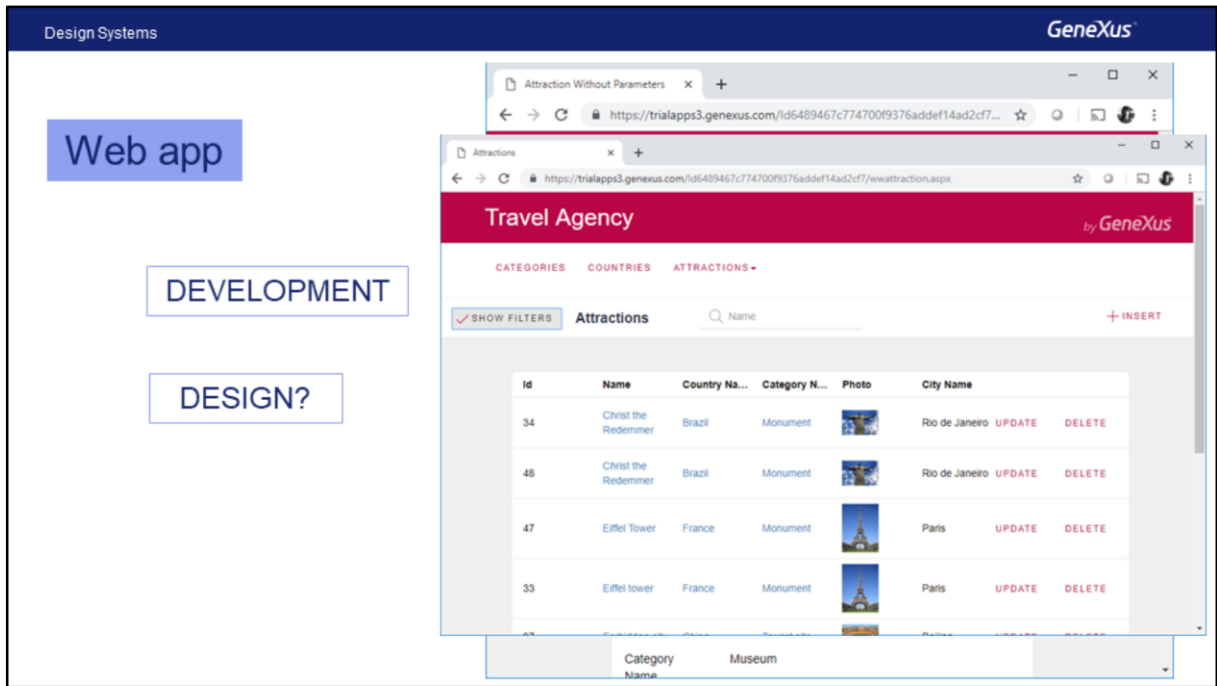 Design Systems
GeneXus
Web app
DEVELOPMENT
DESIGN?
Attraction Without Parameters
https://trialapps3.genexus.com/Id6489467c774700f9376addef14ad2cf7...
Attractions
https://trialapps3.genexus.com/Id6489467c774700f9376addef14ad2cf7/wwattraction.aspx
Travel Agency
by GeneXus
CATEGORIES COUNTRIES ATTRACTIONS
SHOW FILTERS Attractions Name INSERT
Id Name Country Na... Category N... Photo City Name
34 Christ the Redemmer Brazil Monument Rio de Janeiro UPDATE DELETE
48 Christ the Redemmer Brazil Monument Rio de Janeiro UPDATE DELETE
47 Eiffel Tower France Monument Paris UPDATE DELETE
33 Eiffel tower France Monument Paris UPDATE DELETE
Category Name Museum